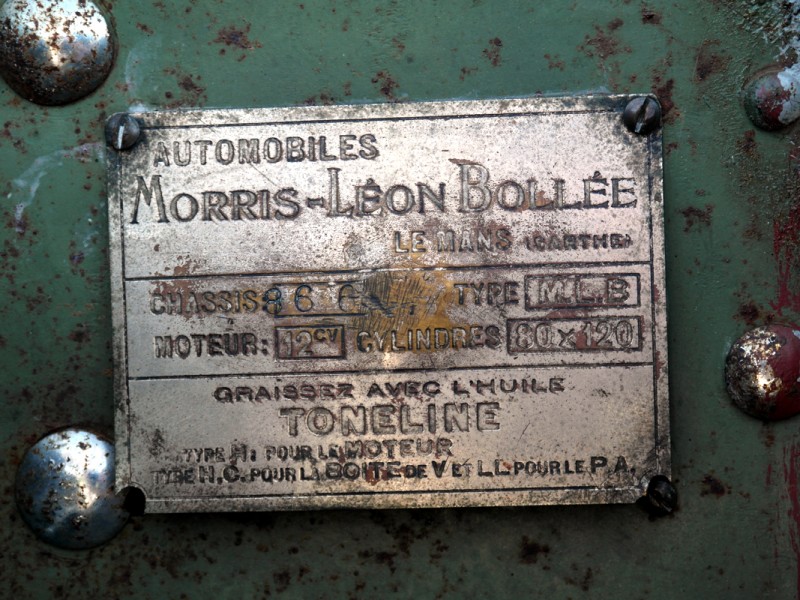 AUTOMOBILES
MORRIS-LÉON BOLLÉE
LE MANS (SARTHE)
CHASSIS TYPE M.L.B
MOTEUR: 12CV CYLINDRES 80x120
GRAISSEZ AVEC L'HUILE
TONELINE
TYPE H: POUR LE MOTEUR
TYPE H.C. POUR LA BOITE DE V ET LL POUR LE P.A.